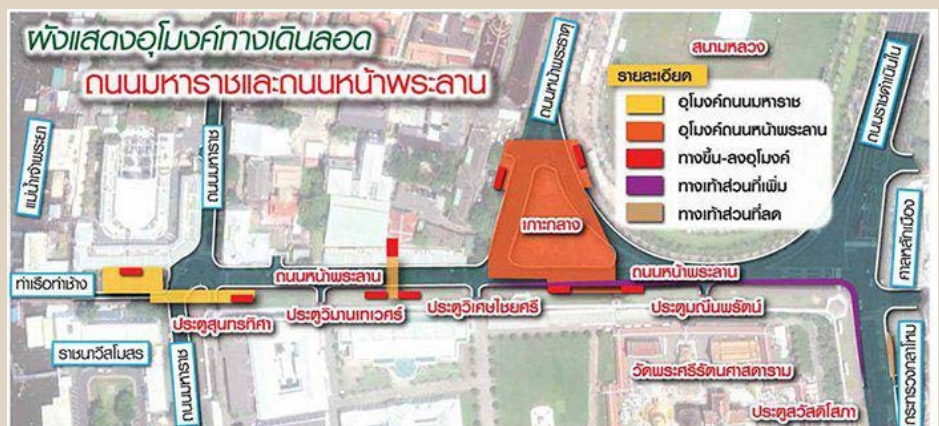 ผังแสดงอุโมงค์ทางเดินลอด
ถนนมหาราชและถนนหน้าพระลาน
สนามหลวง
รายละเอียด
อุโมงค์ถนนมหาราช
อุโมงค์ถนนหน้าพระลาน
ทางขึ้น-ลงอุโมงค์
ทางเท้าส่วนที่เพิ่ม
ทางเท้าส่วนที่ลด
ถนนหน้าพระธาตุ
ถนนราชดำเนินใน
แม่น้ำเจ้าพระยา
ถนนมหาราช
เกาะกลาง
ศาลหลักเมือง
ท่าเรือท่าช้าง
ถนนหน้าพระลาน
ถนนหน้าพระลาน
ประตูสุนทรทิศา
ประตูวิมานเทเวศร์
ประตูวิเศษไชยศรี
ประตูมณีนพรัตน์
ราชนาวีสโมสร
ถนนมหาราช
วัดพระศรีรัตนศาสดาราม
ประตูสวัสดิโสภา
กระทรวงกลาโหม